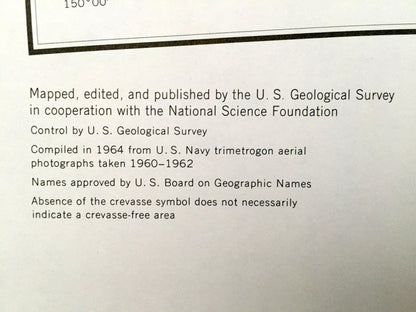 150°00'
Mapped, edited, and published by the U. S. Geological Survey
in cooperation with the National Science Foundation
Control by U. S. Geological Survey
Compiled in 1964 from U. S. Navy trimetrogon aerial
photographs taken 1960–1962
Names approved by U. S. Board on Geographic Names
Absence of the crevasse symbol does not necessarily
indicate a crevasse-free area